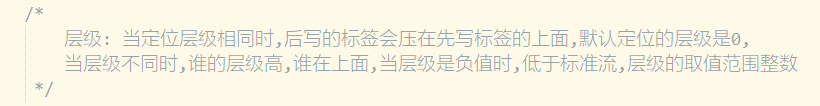 /*
层级: 当定位层级相同时,后写的标签会压在先写标签的上面,默认定位的层级是0,
当层级不同时,谁的层级高,谁在上面,当层级是负值时,低于标准流,层级的取值范围整数
*/